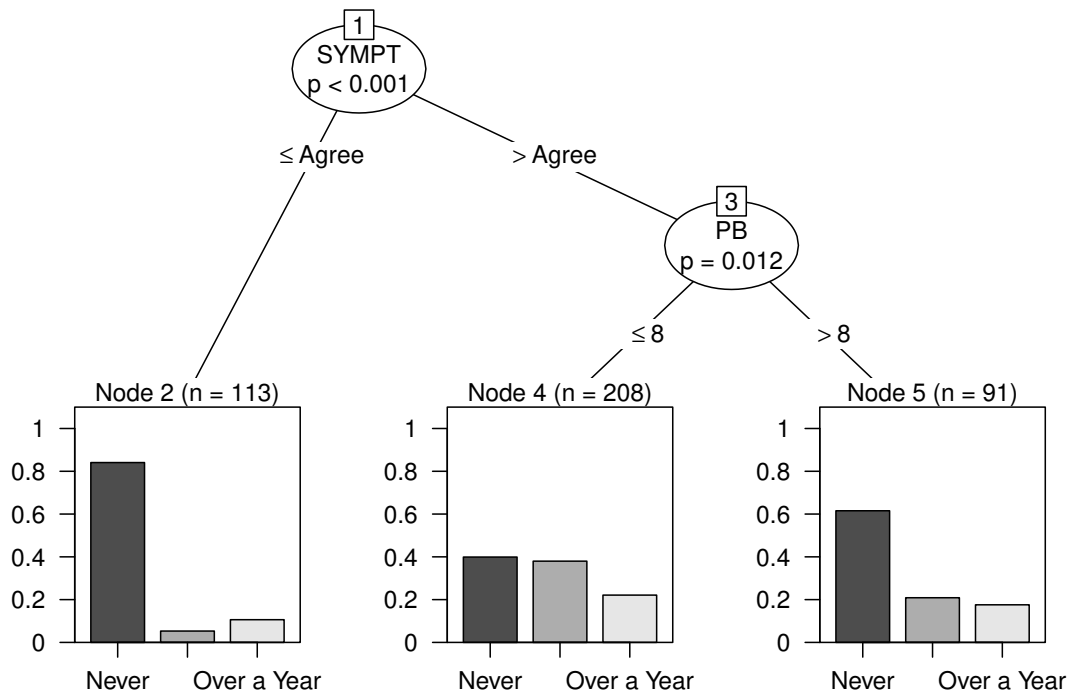 1
SYMPT
p < 0.001
≤ Agree
> Agree
3
PB
p = 0.012
≤ 8
> 8
Node 2 (n = 113)
1
0.8
0.6
0.4
0.2
0
Never
Over a Year
Node 4 (n = 208)
1
0.8
0.6
0.4
0.2
0
Never
Over a Year
Node 5 (n = 91)
1
0.8
0.6
0.4
0.2
0
Never
Over a Year